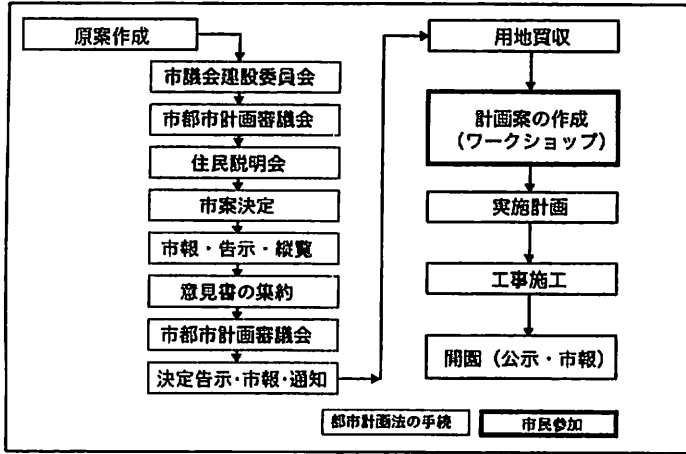 原案作成
市議会建設委員会
市都市計画審議会
住民説明会
市案決定
市報・告示・縦覧
意見書の集約
市都市計画審議会
決定告示・市報・通知
用地買収
計画案の作成
（ワークショップ）
実施計画
工事施工
開園（公示・市報）
都市計画法の手続
市民参加